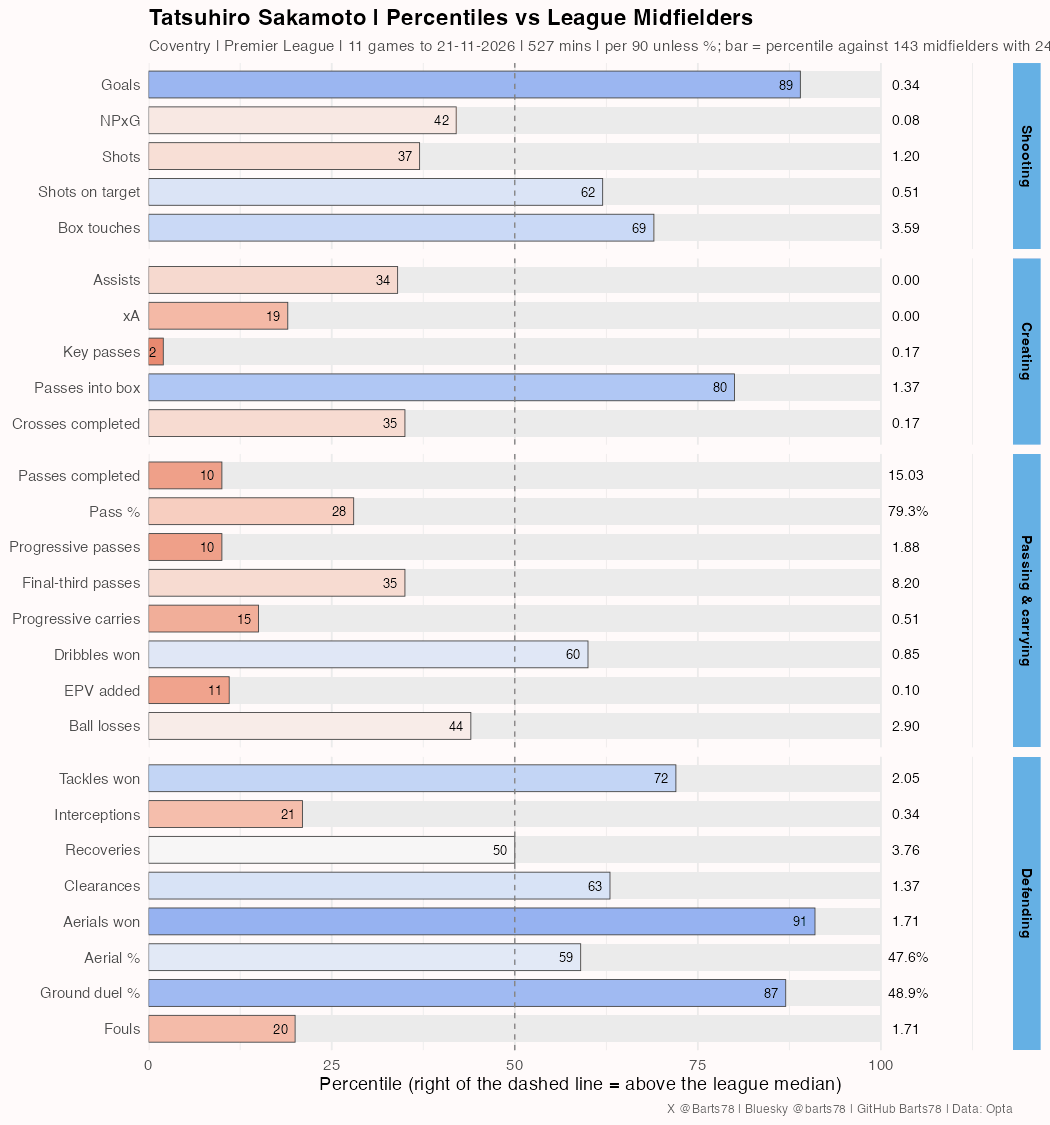 Tatsuhiro Sakamoto | Percentiles vs League Midfielders
Coventry | Premier League | 11 games to 21-11-2026 | 527 mins | per 90 unless %; bar = percentile against 143 midfielders with 24
Shooting
Goals 89 0.34
NPxG 42 0.08
Shots 37 1.20
Shots on target 62 0.51
Box touches 69 3.59
Creating
Assists 34 0.00
xA 19 0.00
Key passes 2 0.17
Passes into box 80 1.37
Crosses completed 35 0.17
Passing & carrying
Passes completed 10 15.03
Pass % 28 79.3%
Progressive passes 10 1.88
Final-third passes 35 8.20
Progressive carries 15 0.51
Dribbles won 60 0.85
EPV added 11 0.10
Ball losses 44 2.90
Defending
Tackles won 72 2.05
Interceptions 21 0.34
Recoveries 50 3.76
Clearances 63 1.37
Aerials won 91 1.71
Aerial % 59 47.6%
Ground duel % 87 48.9%
Fouls 20 1.71
0 25 50 75 100
Percentile (right of the dashed line = above the league median)
X @Barts78 | Bluesky @barts78 | GitHub Barts78 | Data: Opta